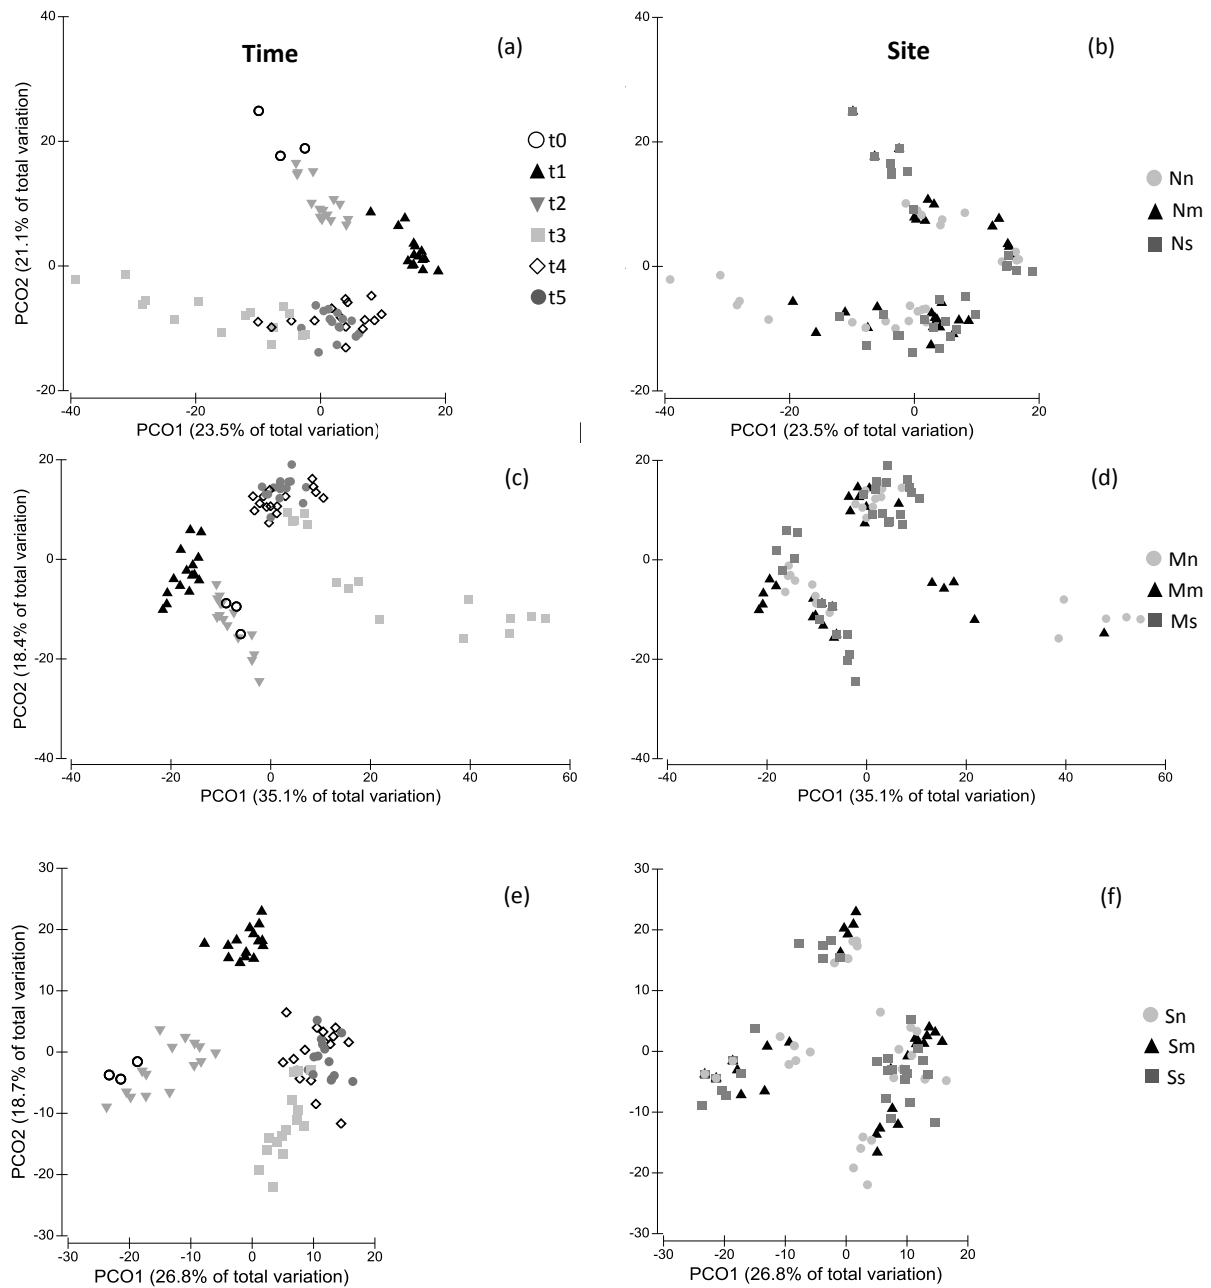 Time
(a)
40
20
0
-20
PCO2 (21.1% of total variation)
-40
-20
0
20
PCO1 (23.5% of total variation)
t0
t1
t2
t3
t4
t5
Site
(b)
40
20
0
-20
-40
-20
0
20
PCO1 (23.5% of total variation)
Nn
Nm
Ns
(c)
20
0
-20
-40
PCO2 (18.4% of total variation)
-40
-20
0
20
40
60
PCO1 (35.1% of total variation)
(d)
20
0
-20
-40
-40
-20
0
20
40
60
PCO1 (35.1% of total variation)
Mn
Mm
Ms
(e)
30
20
10
0
-10
-20
-30
PCO2 (18.7% of total variation)
-30
-20
-10
0
10
20
PCO1 (26.8% of total variation)
(f)
30
20
10
0
-10
-20
-30
-30
-20
-10
0
10
20
PCO1 (26.8% of total variation)
Sn
Sm
Ss